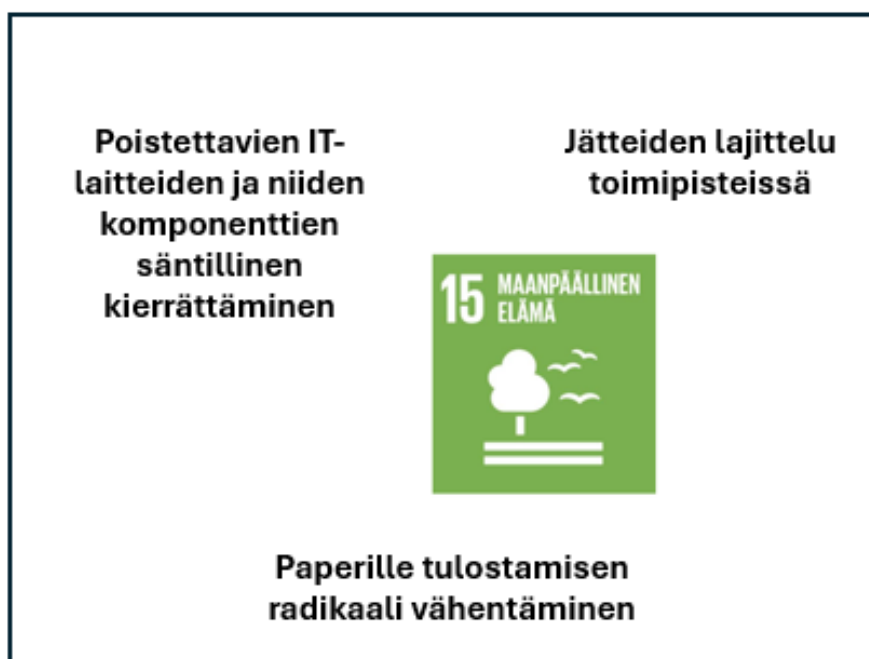 Poistettavien IT-
laitteiden ja niiden
komponenttien
säntillinen
kierrättäminen
Jätteiden lajittelu
toimipisteissä
15 MAANPÄÄLLINEN
ELÄMÄ
Paperille tulostamisen
radikaali vähentäminen